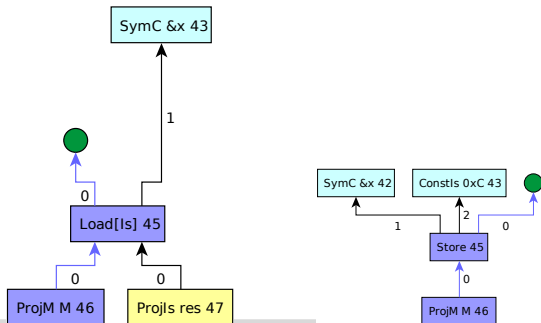 SymC &x 43
1
0
Load[Is] 45
0
0
ProjM M 46
ProjIs res 47
SymC &x 42
ConstIs 0xC 43
1
2
0
Store 45
0
ProjM M 46